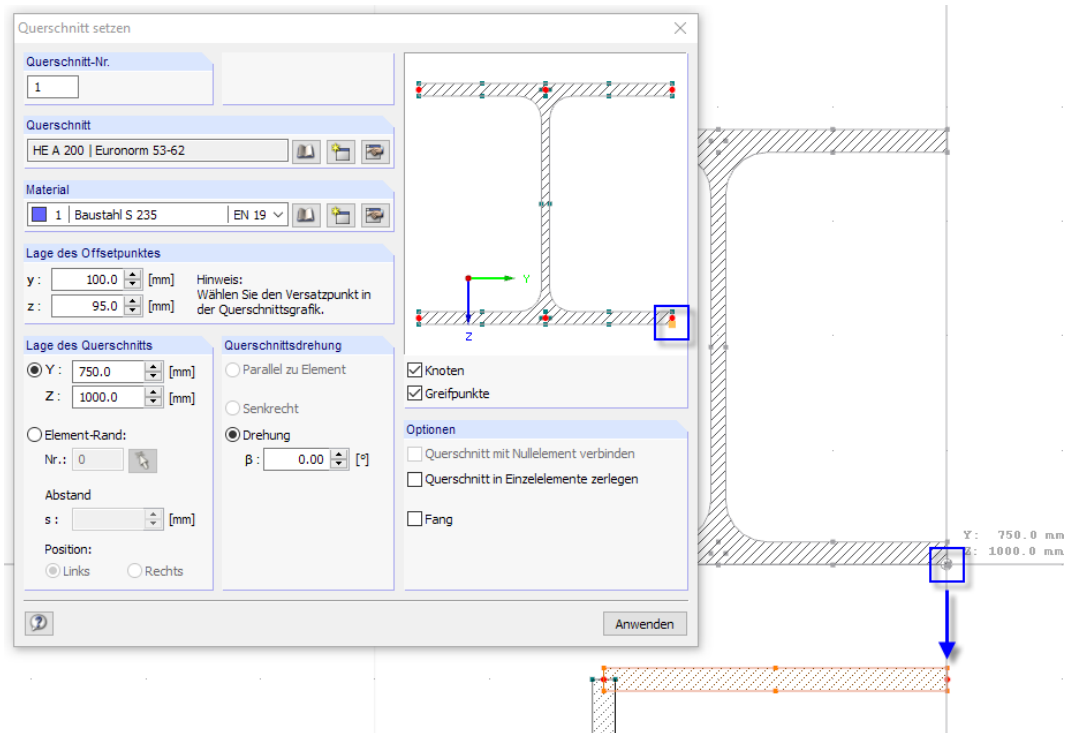 Querschnitt setzen
Querschnitt-Nr.
1
Querschnitt
HE A 200 | Euronorm 53-62
Material
1 | Baustahl S 235 | EN 19
Lage des Offsetpunktes
y : 100.0 [mm]
z : 95.0 [mm]
Hinweis:
Wählen Sie den Versatzpunkt in
der Querschnittsgrafik.
Lage des Querschnitts
Y : 750.0 [mm]
Z : 1000.0 [mm]
Element-Rand:
Nr.: 0
Abstand
s : [mm]
Position:
Links Rechts
Querschnittsdrehung
Parallel zu Element
Senkrecht
Drehung
β : 0.00 [°]
Y
Z
Knoten
Greifpunkte
Optionen
Querschnitt mit Nullelement verbinden
Querschnitt in Einzelelemente zerlegen
Fang
Anwenden
Y: 750.0 mm
Z: 1000.0 mm